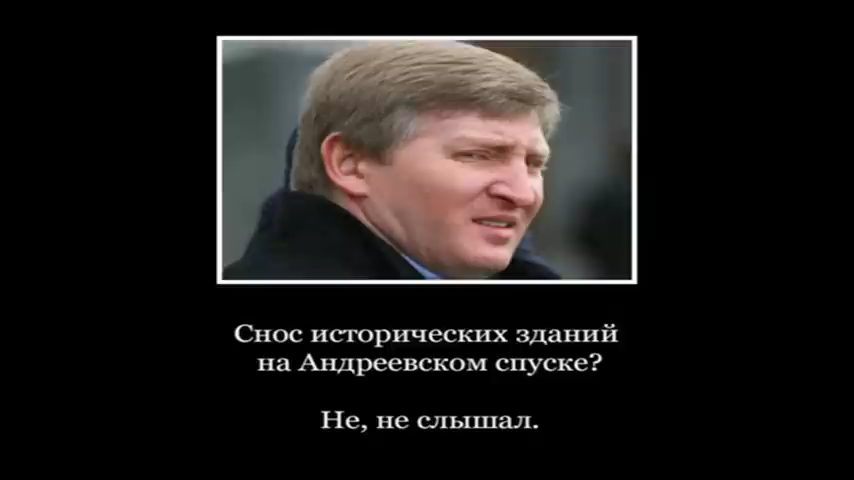 Снос исторических зданий
на Андреевском спуске?
Не, не слышал.